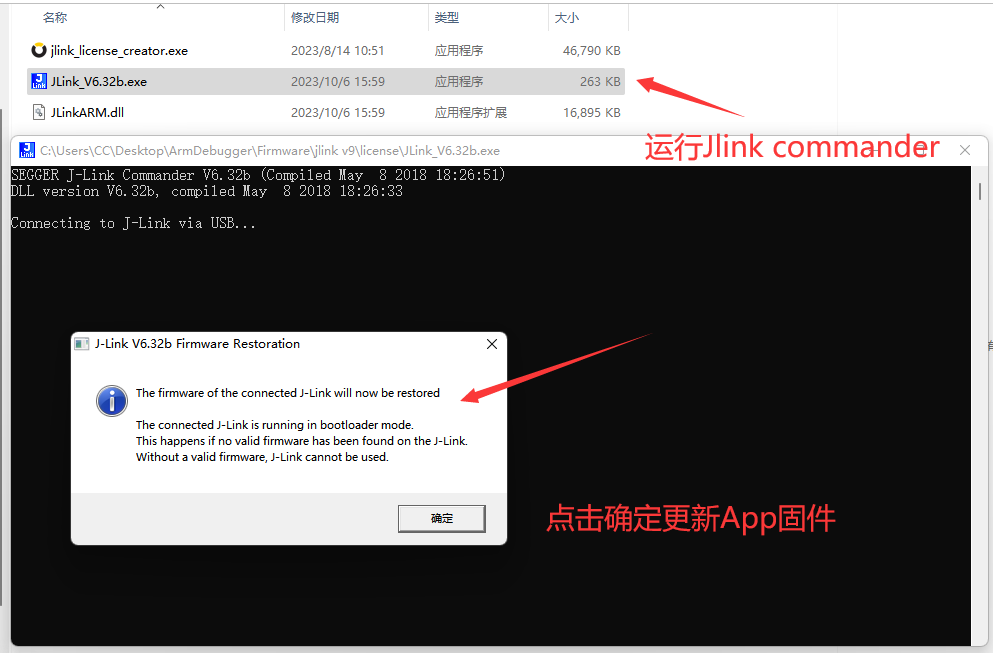 名称 修改日期 类型 大小
jlink_license_creator.exe 2023/8/14 10:51 应用程序 46,790 KB
JLink_V6.32b.exe 2023/10/6 15:59 应用程序 263 KB
JLinkARM.dll 2023/10/6 15:59 应用程序扩展 16,895 KB
运行Jlink commander
C:\Users\CC\Desktop\ArmDebugger\Firmware\jlink v9\license\JLink_V6.32b.exe
SEGGER J-Link Commander V6.32b (Compiled May  8 2018 18:26:51)
DLL version V6.32b, compiled May  8 2018 18:26:33
Connecting to J-Link via USB...
J-Link V6.32b Firmware Restoration
The firmware of the connected J-Link will now be restored
The connected J-Link is running in bootloader mode.
This happens if no valid firmware has been found on the J-Link.
Without a valid firmware, J-Link cannot be used.
确定
点击确定更新App固件